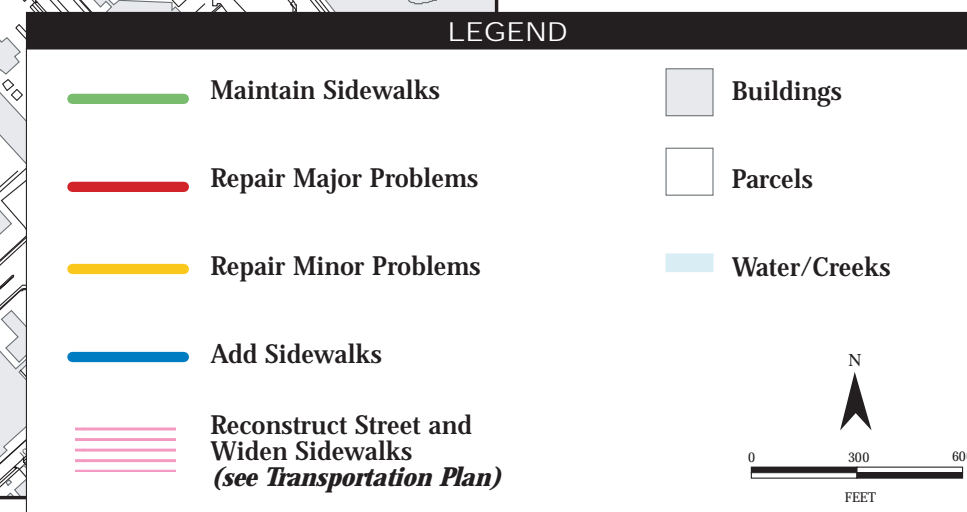 LEGEND
Maintain Sidewalks
Repair Major Problems
Repair Minor Problems
Add Sidewalks
Reconstruct Street and
Widen Sidewalks
(see Transportation Plan)
Buildings
Parcels
Water/Creeks
N
0 300
FEET